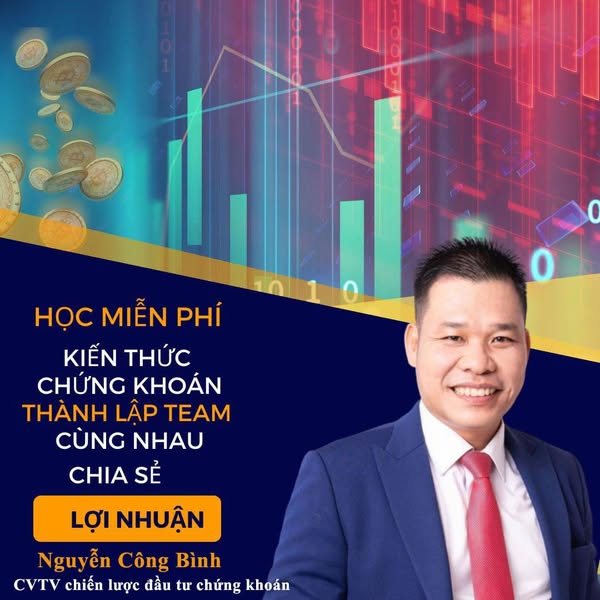 HỌC MIỄN PHÍ
KIẾN THỨC
CHỨNG KHOÁN
THÀNH LẬP TEAM
CÙNG NHAU
CHIA SẺ
LỢI NHUẬN
Nguyễn Công Bình
CVTV chiến lược đầu tư chứng khoán